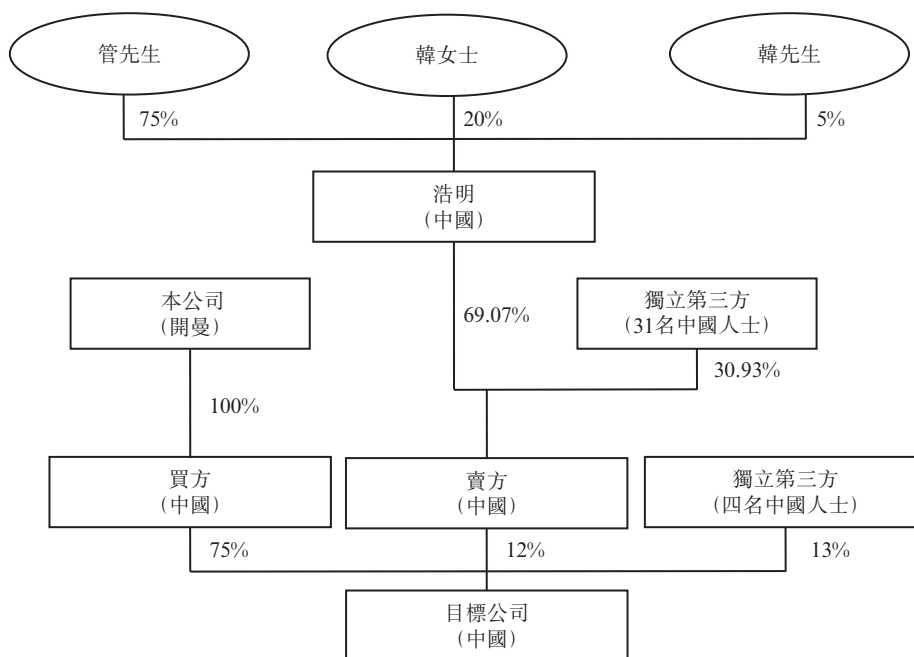 管先生
韓女士
韓先生
75%
20%
5%
浩明
（中國）
本公司
（開曼）
69.07%
獨立第三方
（31名中國人士）
30.93%
100%
買方
（中國）
賣方
（中國）
獨立第三方
（四名中國人士）
75%
12%
13%
目標公司
（中國）